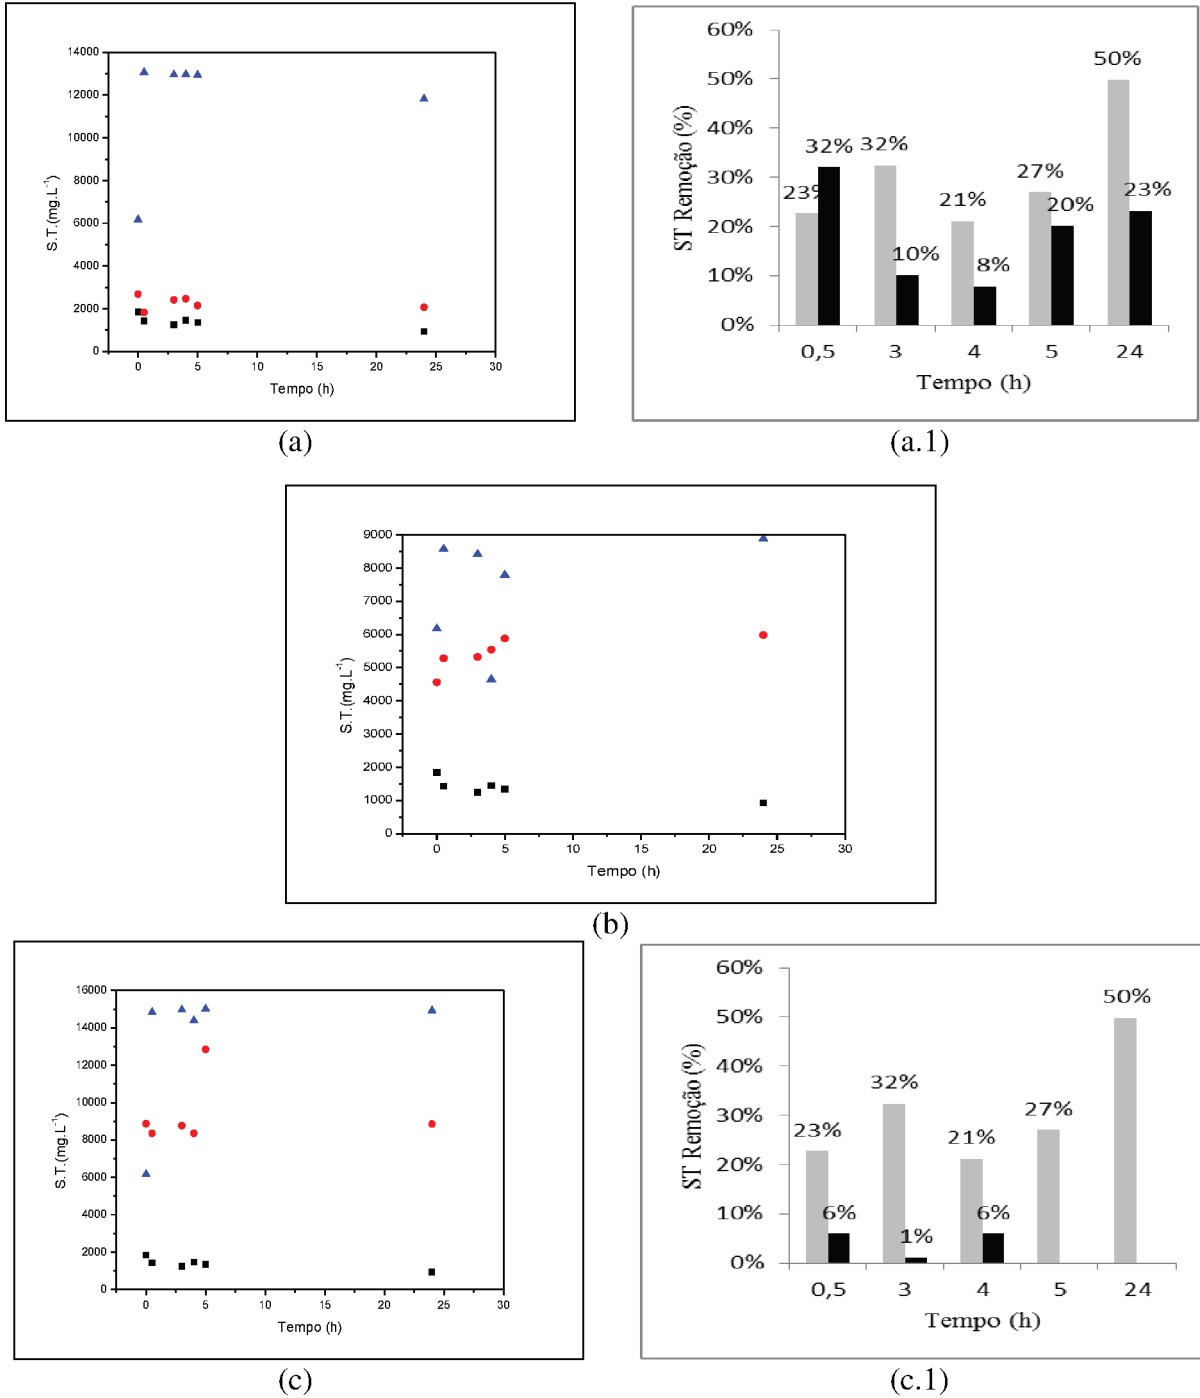 14000
12000
10000
8000
6000
4000
2000
0
S.T.(mg.L⁻¹)
0 5 10 15 20 25 30
Tempo (h)
(a)
60%
50%
40%
30%
20%
10%
0%
ST Remoção (%)
23% 32% 32% 10% 21% 8% 27% 20% 50% 23%
0,5 3 4 5 24
Tempo (h)
(a.1)
9000
8000
7000
6000
5000
4000
3000
2000
1000
0
S.T.(mg.L⁻¹)
0 5 10 15 20 25 30
Tempo (h)
(b)
16000
14000
12000
10000
8000
6000
4000
2000
0
S.T.(mg.L⁻¹)
0 5 10 15 20 25 30
Tempo (h)
(c)
60%
50%
40%
30%
20%
10%
0%
ST Remoção (%)
23% 6% 32% 1% 21% 6% 27% 50%
0,5 3 4 5 24
Tempo (h)
(c.1)